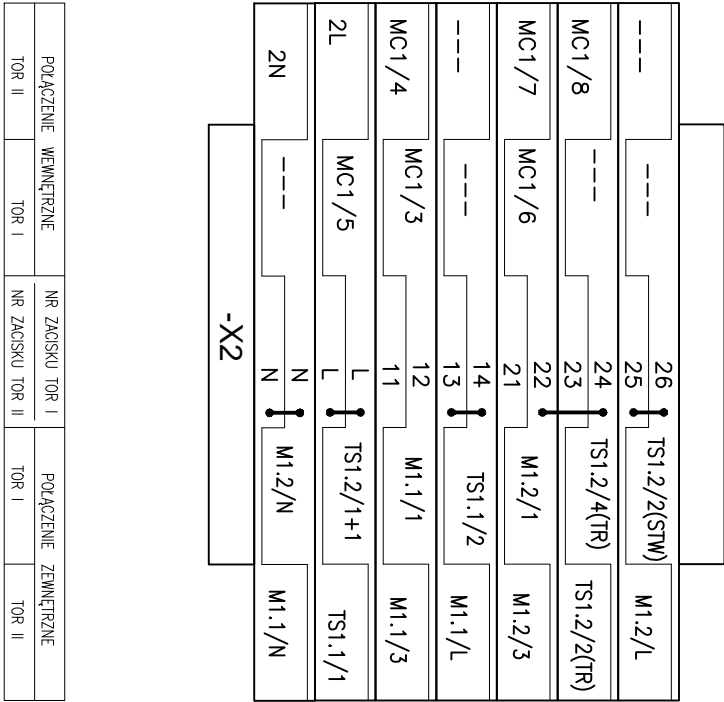 --- --- 26 25 TS1.2/2(STW) M1.2/L
MC1/8 --- 24 23 TS1.2/4(TR) TS1.2/2(TR)
MC1/7 MC1/6 22 21 M1.2/1 M1.2/3
--- --- 14 13 TS1.1/2 M1.1/L
MC1/4 MC1/3 12 11 M1.1/1 M1.1/3
2L MC1/5 L L TS1.2/1+1 TS1.1/1
2N --- N N M1.2/N M1.1/N
-X2
POŁĄCZENIE WEWNĘTRZNE NR ZACISKU TOR I POŁĄCZENIE ZEWNĘTRZNE
TOR II TOR I NR ZACISKU TOR II TOR I TOR II